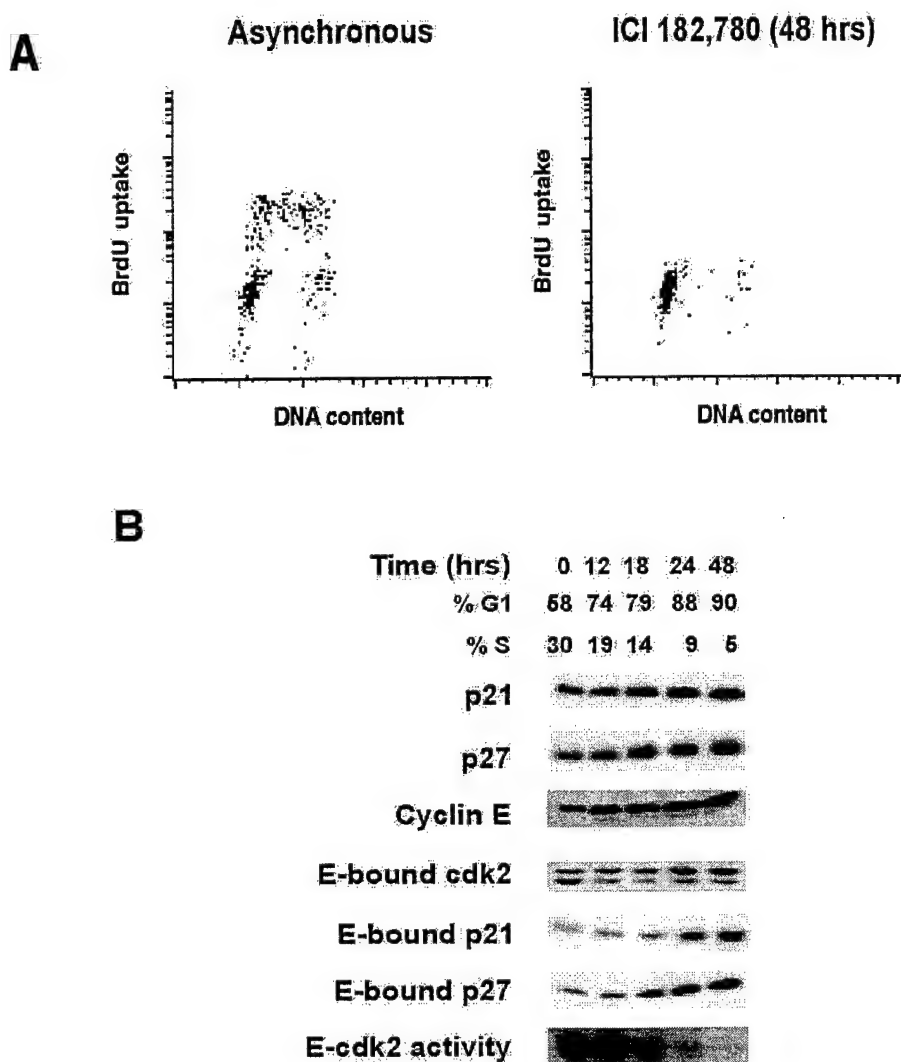 A
Asynchronous
ICI 182,780 (48 hrs)
BrdU uptake
DNA content
BrdU uptake
DNA content
B
Time (hrs) 0 12 18 24 48
% G1 58 74 79 88 90
% S 30 19 14 9 5
p21
p27
Cyclin E
E-bound cdk2
E-bound p21
E-bound p27
E-cdk2 activity